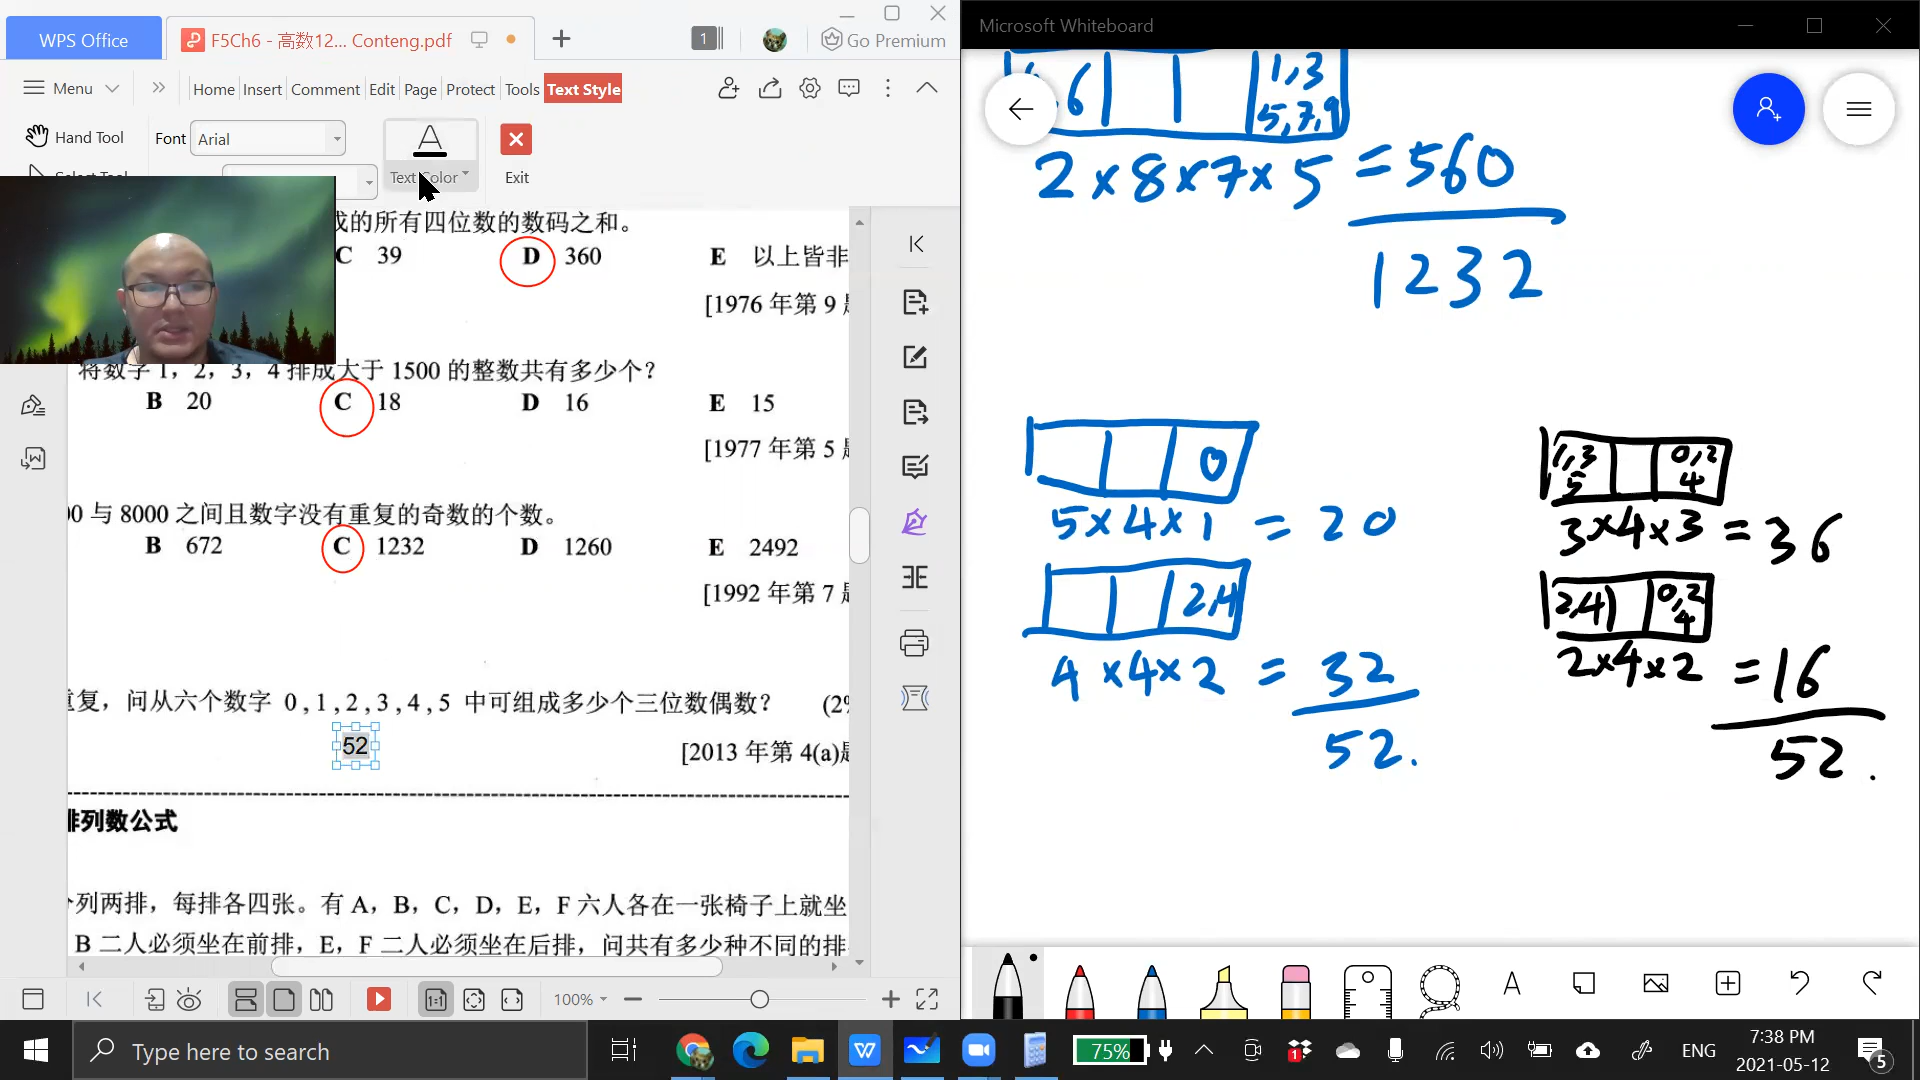 WPS Office
F5Ch6 - 高数12... Conteng.pdf
1
Go Premium
Menu
Home Insert Comment Edit Page Protect Tools Text Style
Hand Tool
Font Arial
Text Color
Exit
成的所有四位数的数码之和。
C 39 D 360 E 以上皆非
[1976 年第 9
将数字 1，2，3，4 排成大于 1500 的整数共有多少个？
B 20 C 18 D 16 E 15
[1977 年第 5
00 与 8000 之间且数字没有重复的奇数的个数。
B 672 C 1232 D 1260 E 2492
[1992 年第 7
重复，问从六个数字 0 , 1 , 2 , 3 , 4 , 5 中可组成多少个三位数偶数？ (2%
52
[2013 年第 4(a)
排列数公式
列两排，每排各四张。有 A，B，C，D，E，F 六人各在一张椅子上就坐
B 二人必须坐在前排，E，F 二人必须坐在后排，问共有多少种不同的排
100%
Microsoft Whiteboard
6 1,3
5,7,9
2×8×7×5 =560
1232
0
5×4×1 = 20
2,4
4×4×2 = 32
52.
1,3
5
0,2
4
3×4×3 =36
2,4
0,2
4
2×4×2 =16
52.
Type here to search
75%
1
ENG
7:38 PM
2021-05-12
5